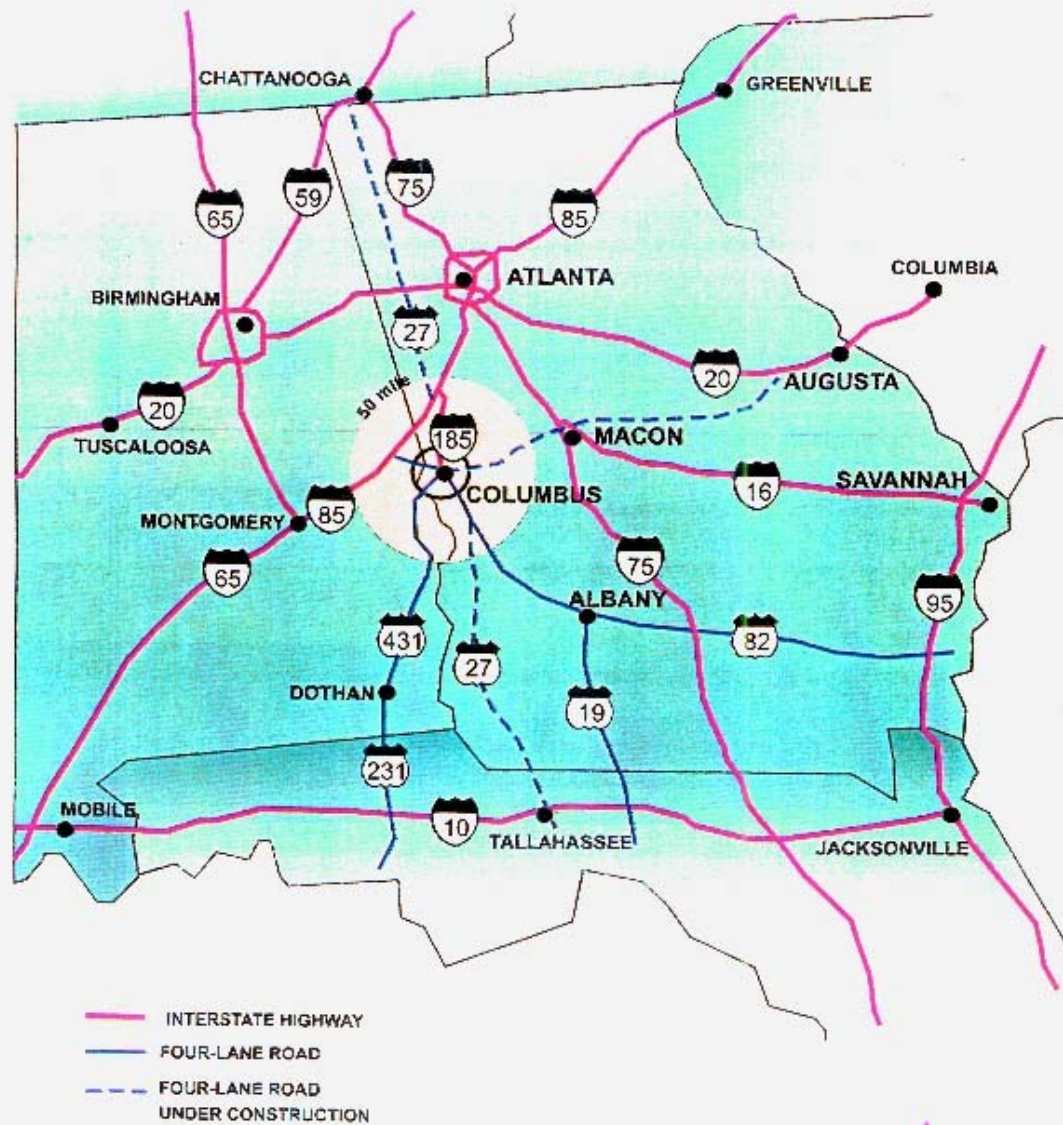 CHATTANOOGA
GREENVILLE
59
75
65
85
COLUMBIA
ATLANTA
BIRMINGHAM
27
20
AUGUSTA
50 mile
20
185
MACON
TUSCALOOSA
SAVANNAH
16
COLUMBUS
85
MONTGOMERY
75
65
95
ALBANY
431
82
27
DOTHAN
19
231
MOBILE
10
TALLAHASSEE
JACKSONVILLE
INTERSTATE HIGHWAY
FOUR-LANE ROAD
FOUR-LANE ROAD
UNDER CONSTRUCTION